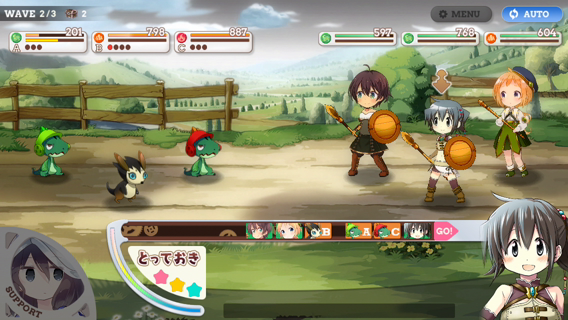 WAVE 2/3 2
MENU
AUTO
201
798
887
597
768
604
A
B
C
B
A
C
GO!
とっておき
SUPPORT